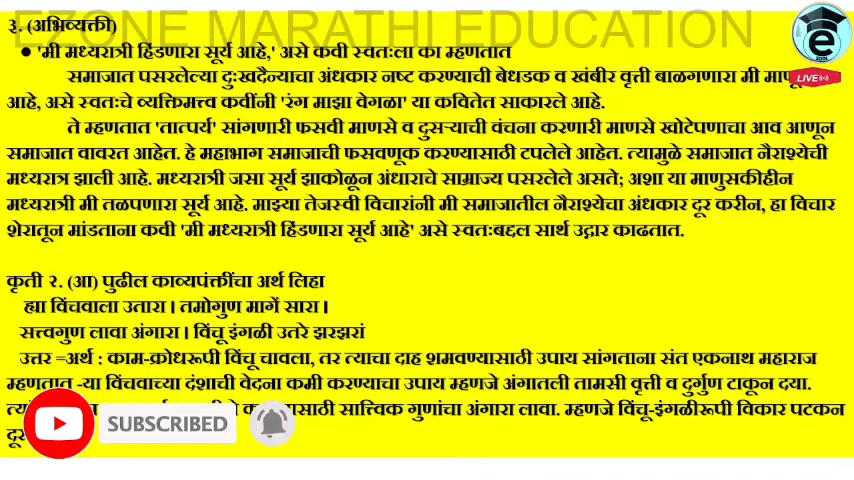 EZONE MARATHI EDUCATION
३. (अभिव्यक्ती)
• 'मी मध्यरात्री हिंडणारा सूर्य आहे,' असे कवी स्वतःला का म्हणतात
समाजात पसरलेल्या दुःखदैन्याचा अंधकार नष्ट करण्याची बेधडक व खंबीर वृत्ती बाळगणारा मी
आहे, असे स्वतःचे व्यक्तिमत्त्व कवींनी 'रंग माझा वेगळा' या कवितेत साकारले आहे.
ते म्हणतात 'तात्पर्य' सांगणारी फसवी माणसे व दुसऱ्याची वंचना करणारी माणसे खोटेपणाचा आव आणून
समाजात वावरत आहेत. हे महाभाग समाजाची फसवणूक करण्यासाठी टपलेले आहेत. त्यामुळे समाजात नैराश्येची
मध्यरात्र झाली आहे. मध्यरात्री जसा सूर्य झाकोळून अंधाराचे साम्राज्य पसरलेले असते; अशा या माणुसकीहीन
मध्यरात्री मी तळपणारा सूर्य आहे. माझ्या तेजस्वी विचारांनी मी समाजातील नैराश्येचा अंधकार दूर करीन, हा विचार
शेरातून मांडताना कवी 'मी मध्यरात्री हिंडणारा सूर्य आहे' असे स्वतःबद्दल सार्थ उद्गार काढतात.
कृती २. (आ) पुढील काव्यपंक्तींचा अर्थ लिहा
ह्या विंचवाला उतारा । तमोगुण मागें सारा ।
सत्त्वगुण लावा अंगारा । विंचू इंगळी उतरे झरझरां
उत्तर =अर्थ : काम-क्रोधरूपी विंचू चावला, तर त्याचा दाह शमवण्यासाठी उपाय सांगताना संत एकनाथ महाराज
म्हणतात -या विंचवाच्या दंशाची वेदना कमी करण्याचा उपाय म्हणजे अंगातली तामसी वृत्ती व दुर्गुण टाकून दया.
सात्त्विक गुणांचा अंगारा लावा. म्हणजे विंचू-इंगळीरूपी विकार पटकन
SUBSCRIBED
e
EZONE
LIVE